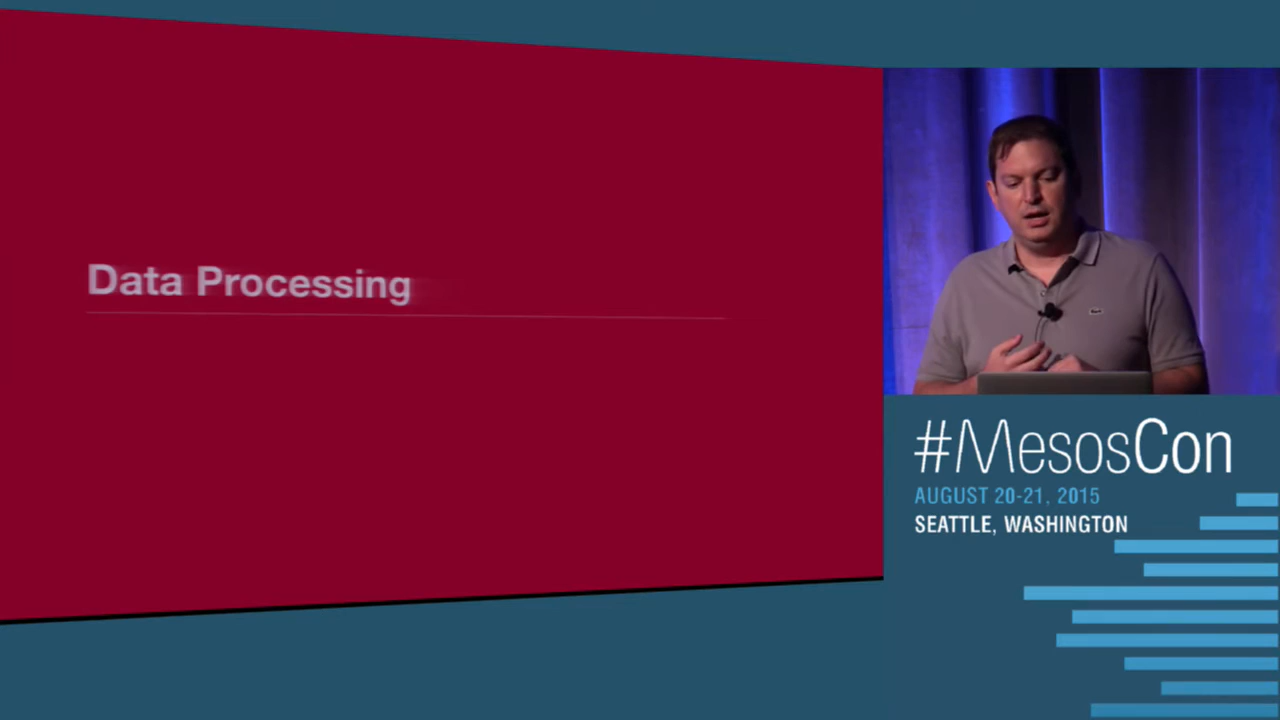 Data Processing
#MesosCon
AUGUST 20-21, 2015
SEATTLE, WASHINGTON